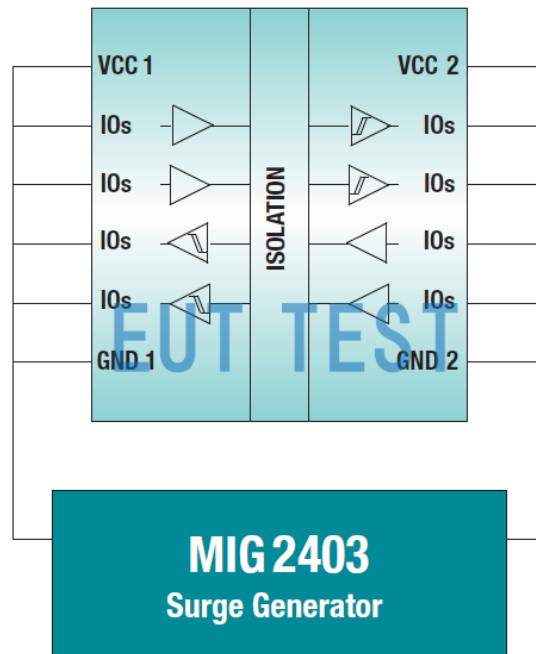 VCC 1 VCC 2
IOs IOs
IOs IOs
ISOLATION
IOs IOs
IOs IOs
EUT TEST
GND 1 GND 2
MIG 2403
Surge Generator